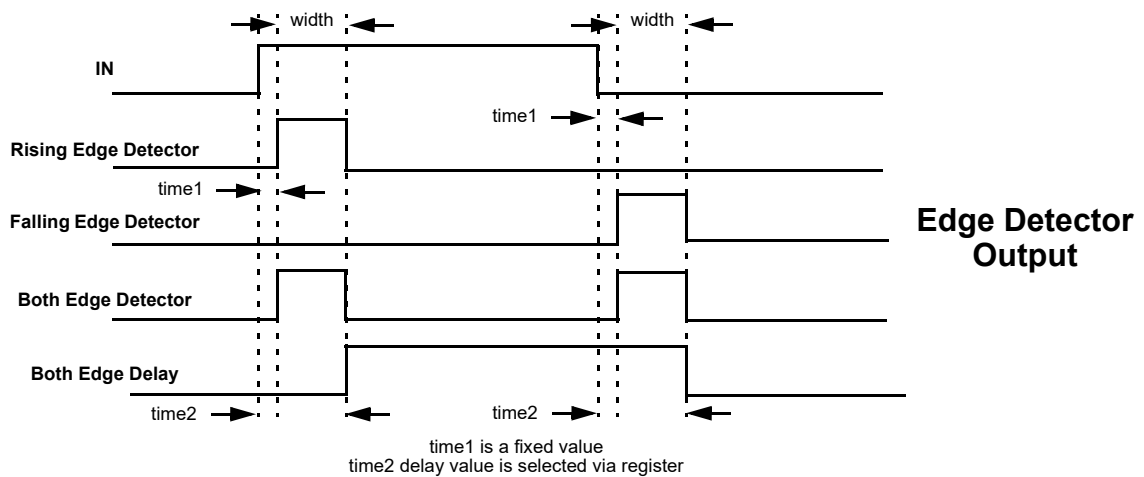 width
width
IN
time1
Rising Edge Detector
time1
Falling Edge Detector
Edge Detector
Output
Both Edge Detector
Both Edge Delay
time2
time2
time1 is a fixed value
time2 delay value is selected via register